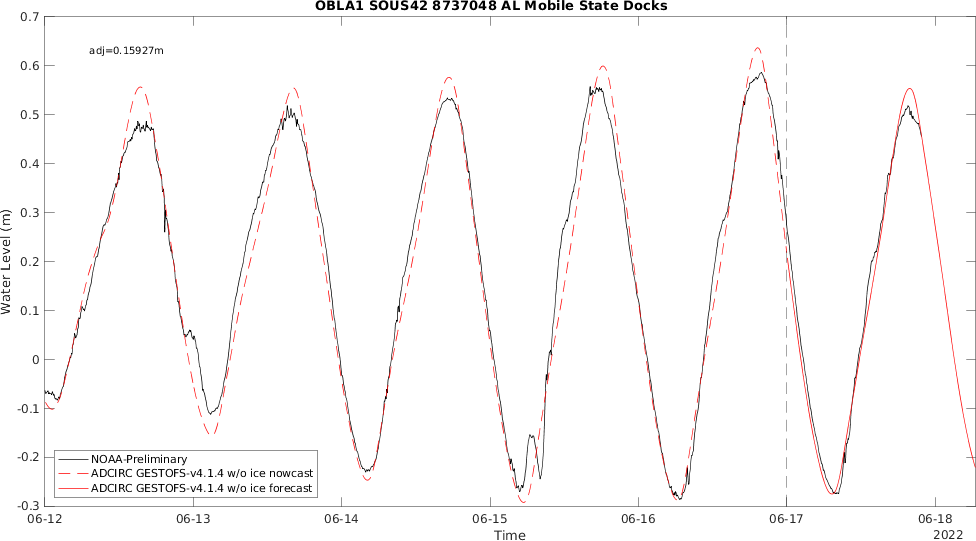 OBLA1 SOUS42 8737048 AL Mobile State Docks
0.7
adj=0.15927m
0.6
0.5
0.4
0.3
0.2
0.1
0
-0.1
-0.2
-0.3
Water Level (m)
NOAA-Preliminary
ADCIRC GESTOFS-v4.1.4 w/o ice nowcast
ADCIRC GESTOFS-v4.1.4 w/o ice forecast
06-12 06-13 06-14 06-15 06-16 06-17 06-18
Time
2022